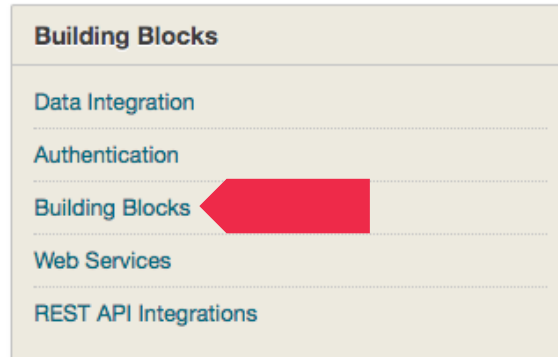 Building Blocks
Data Integration
Authentication
Building Blocks
Web Services
REST API Integrations